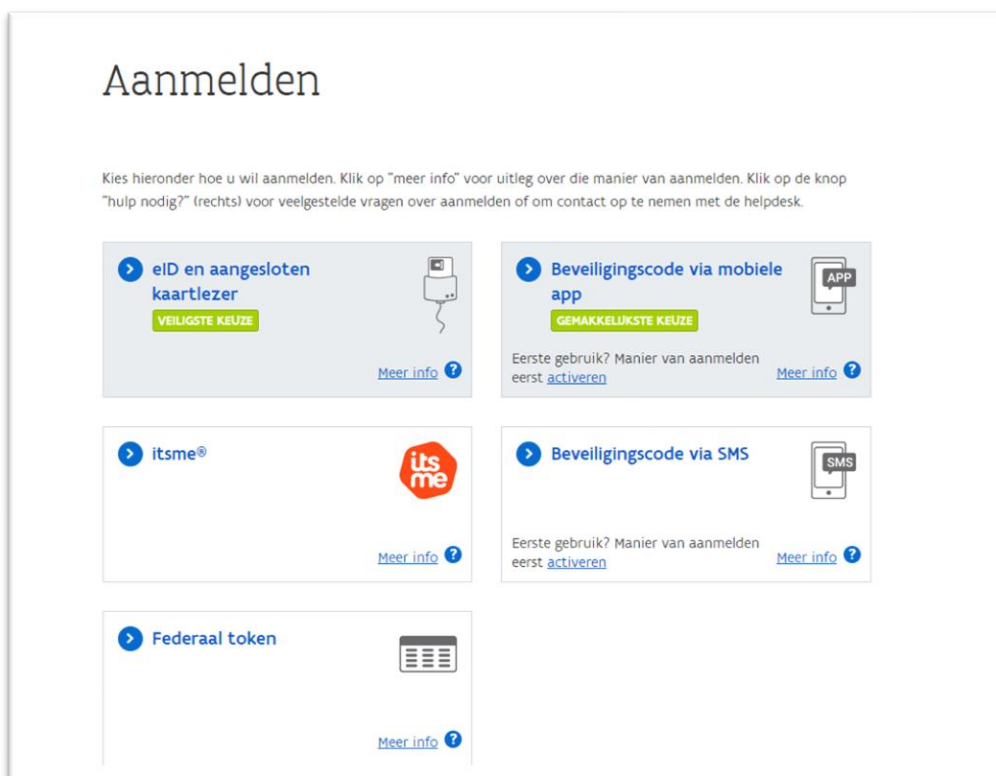 Aanmelden
Kies hieronder hoe u wil aanmelden. Klik op "meer info" voor uitleg over die manier van aanmelden. Klik op de knop
"hulp nodig?" (rechts) voor veelgestelde vragen over aanmelden of om contact op te nemen met de helpdesk.
eID en aangesloten
kaartlezer
VEILIGSTE KEUZE
Meer info ?
Beveiligingscode via mobiele
app
GEMAKKELIJKSTE KEUZE
APP
Eerste gebruik? Manier van aanmelden
eerst activeren
Meer info ?
itsme®
its
me
Meer info ?
Beveiligingscode via SMS
SMS
Eerste gebruik? Manier van aanmelden
eerst activeren
Meer info ?
Federaal token
Meer info ?